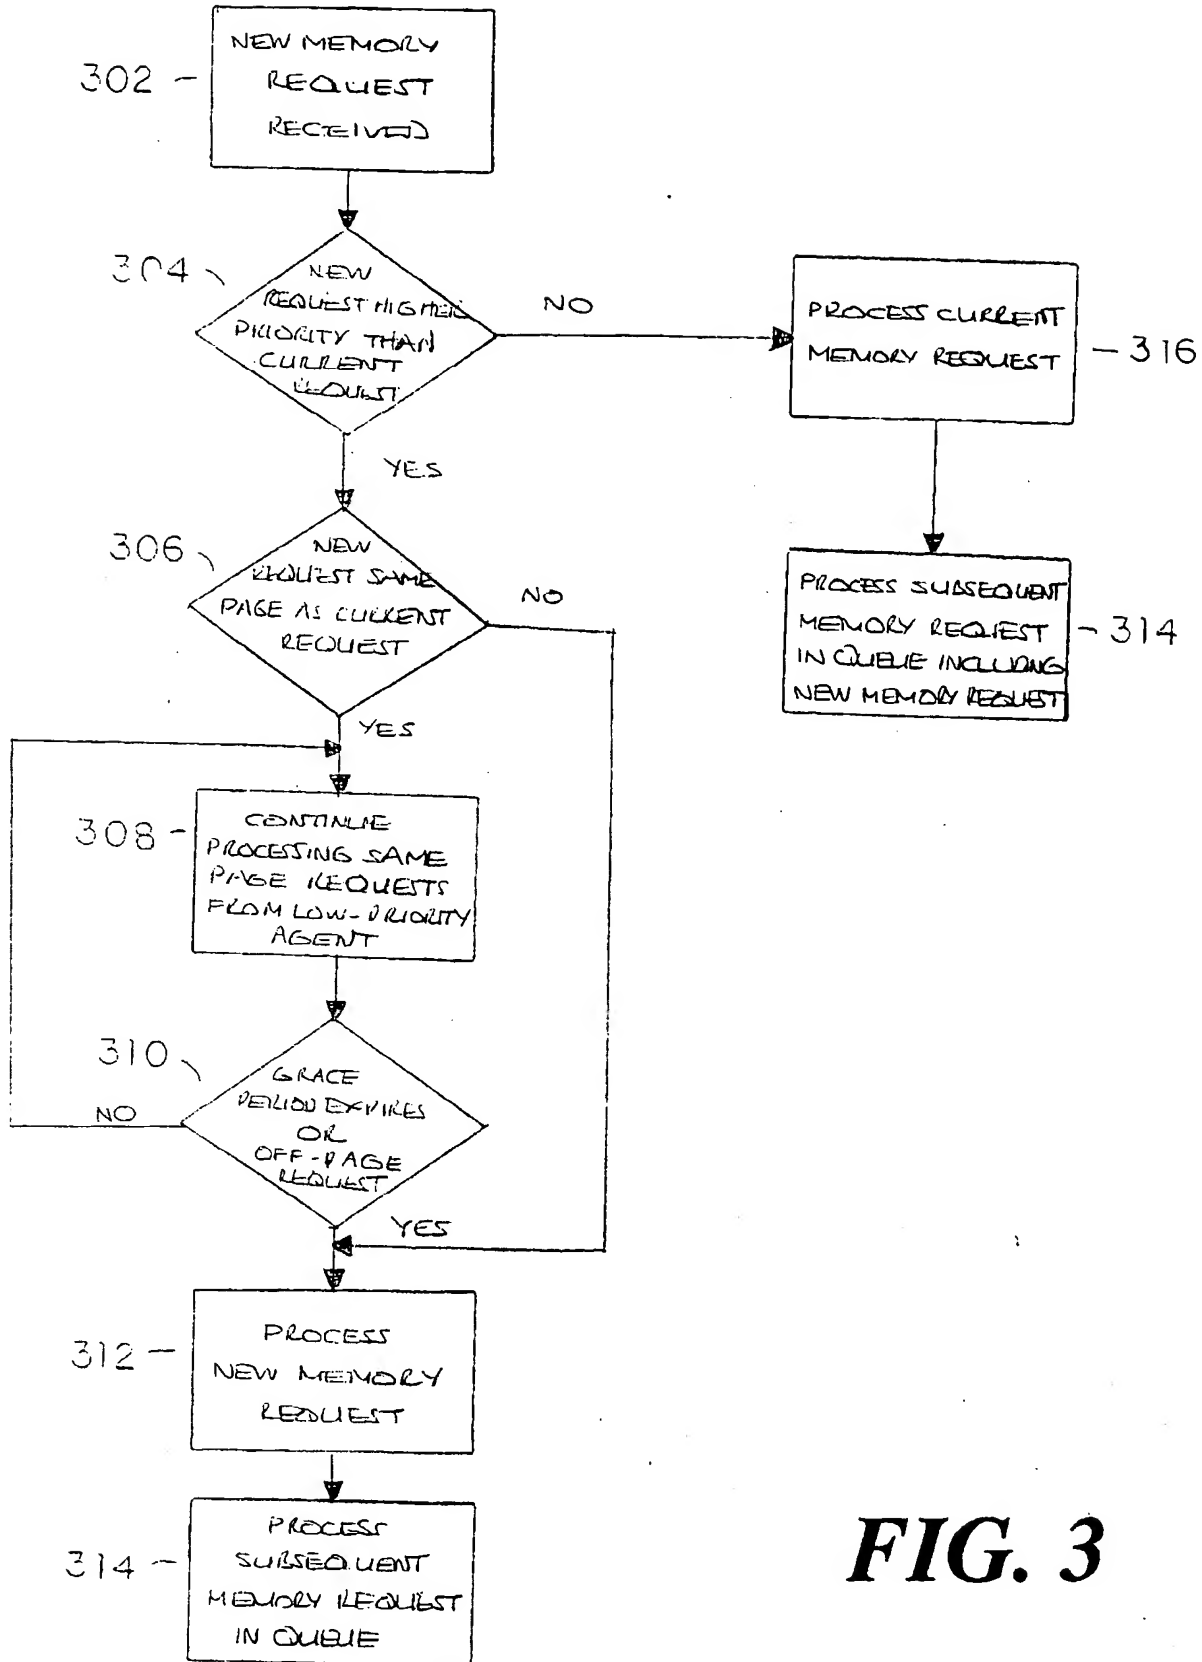 NEW MEMORY
REQUEST
RECEIVED
302
304
NEW
REQUEST HIGHER
PRIORITY THAN
CURRENT
REQUEST
NO
PROCESS CURRENT
MEMORY REQUEST
316
YES
306
NEW
REQUEST SAME
PAGE AS CURRENT
REQUEST
NO
PROCESS SUBSEQUENT
MEMORY REQUEST
IN QUEUE INCLUDING
NEW MEMORY REQUEST
314
YES
308
CONTINUE
PROCESSING SAME
PAGE REQUESTS
FROM LOW-PRIORITY
AGENT
310
GRACE
PERIOD EXPIRES
OR
OFF-PAGE
REQUEST
NO
YES
312
PROCESS
NEW MEMORY
REQUEST
314
PROCESS
SUBSEQUENT
MEMORY REQUEST
IN QUEUE
FIG. 3